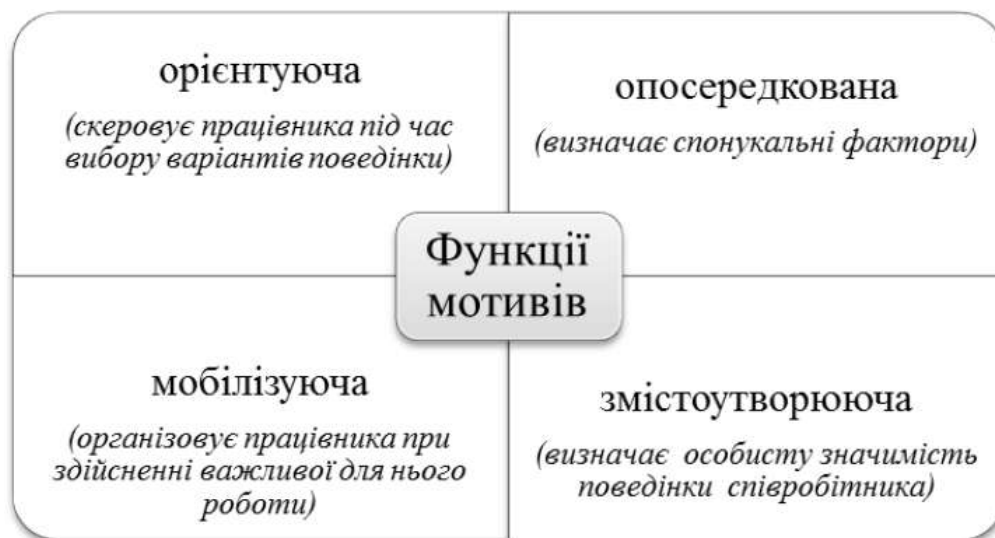 орієнтуюча
(скеровує працівника під час
вибору варіантів поведінки)
опосередкована
(визначає спонукальні фактори)
Функції
мотивів
мобілізуюча
(організовує працівника при
здійсненні важливої для нього
роботи)
змістоутворююча
(визначає особисту значимість
поведінки співробітника)